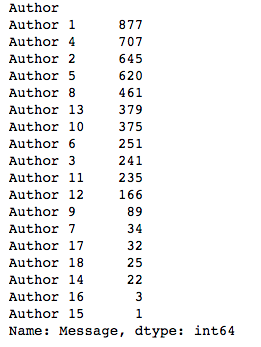 Author
Author 1      877
Author 4      707
Author 2      645
Author 5      620
Author 8      461
Author 13     379
Author 10     375
Author 6      251
Author 3      241
Author 11     235
Author 12     166
Author 9       89
Author 7       34
Author 17      32
Author 18      25
Author 14      22
Author 16       3
Author 15       1
Name: Message, dtype: int64